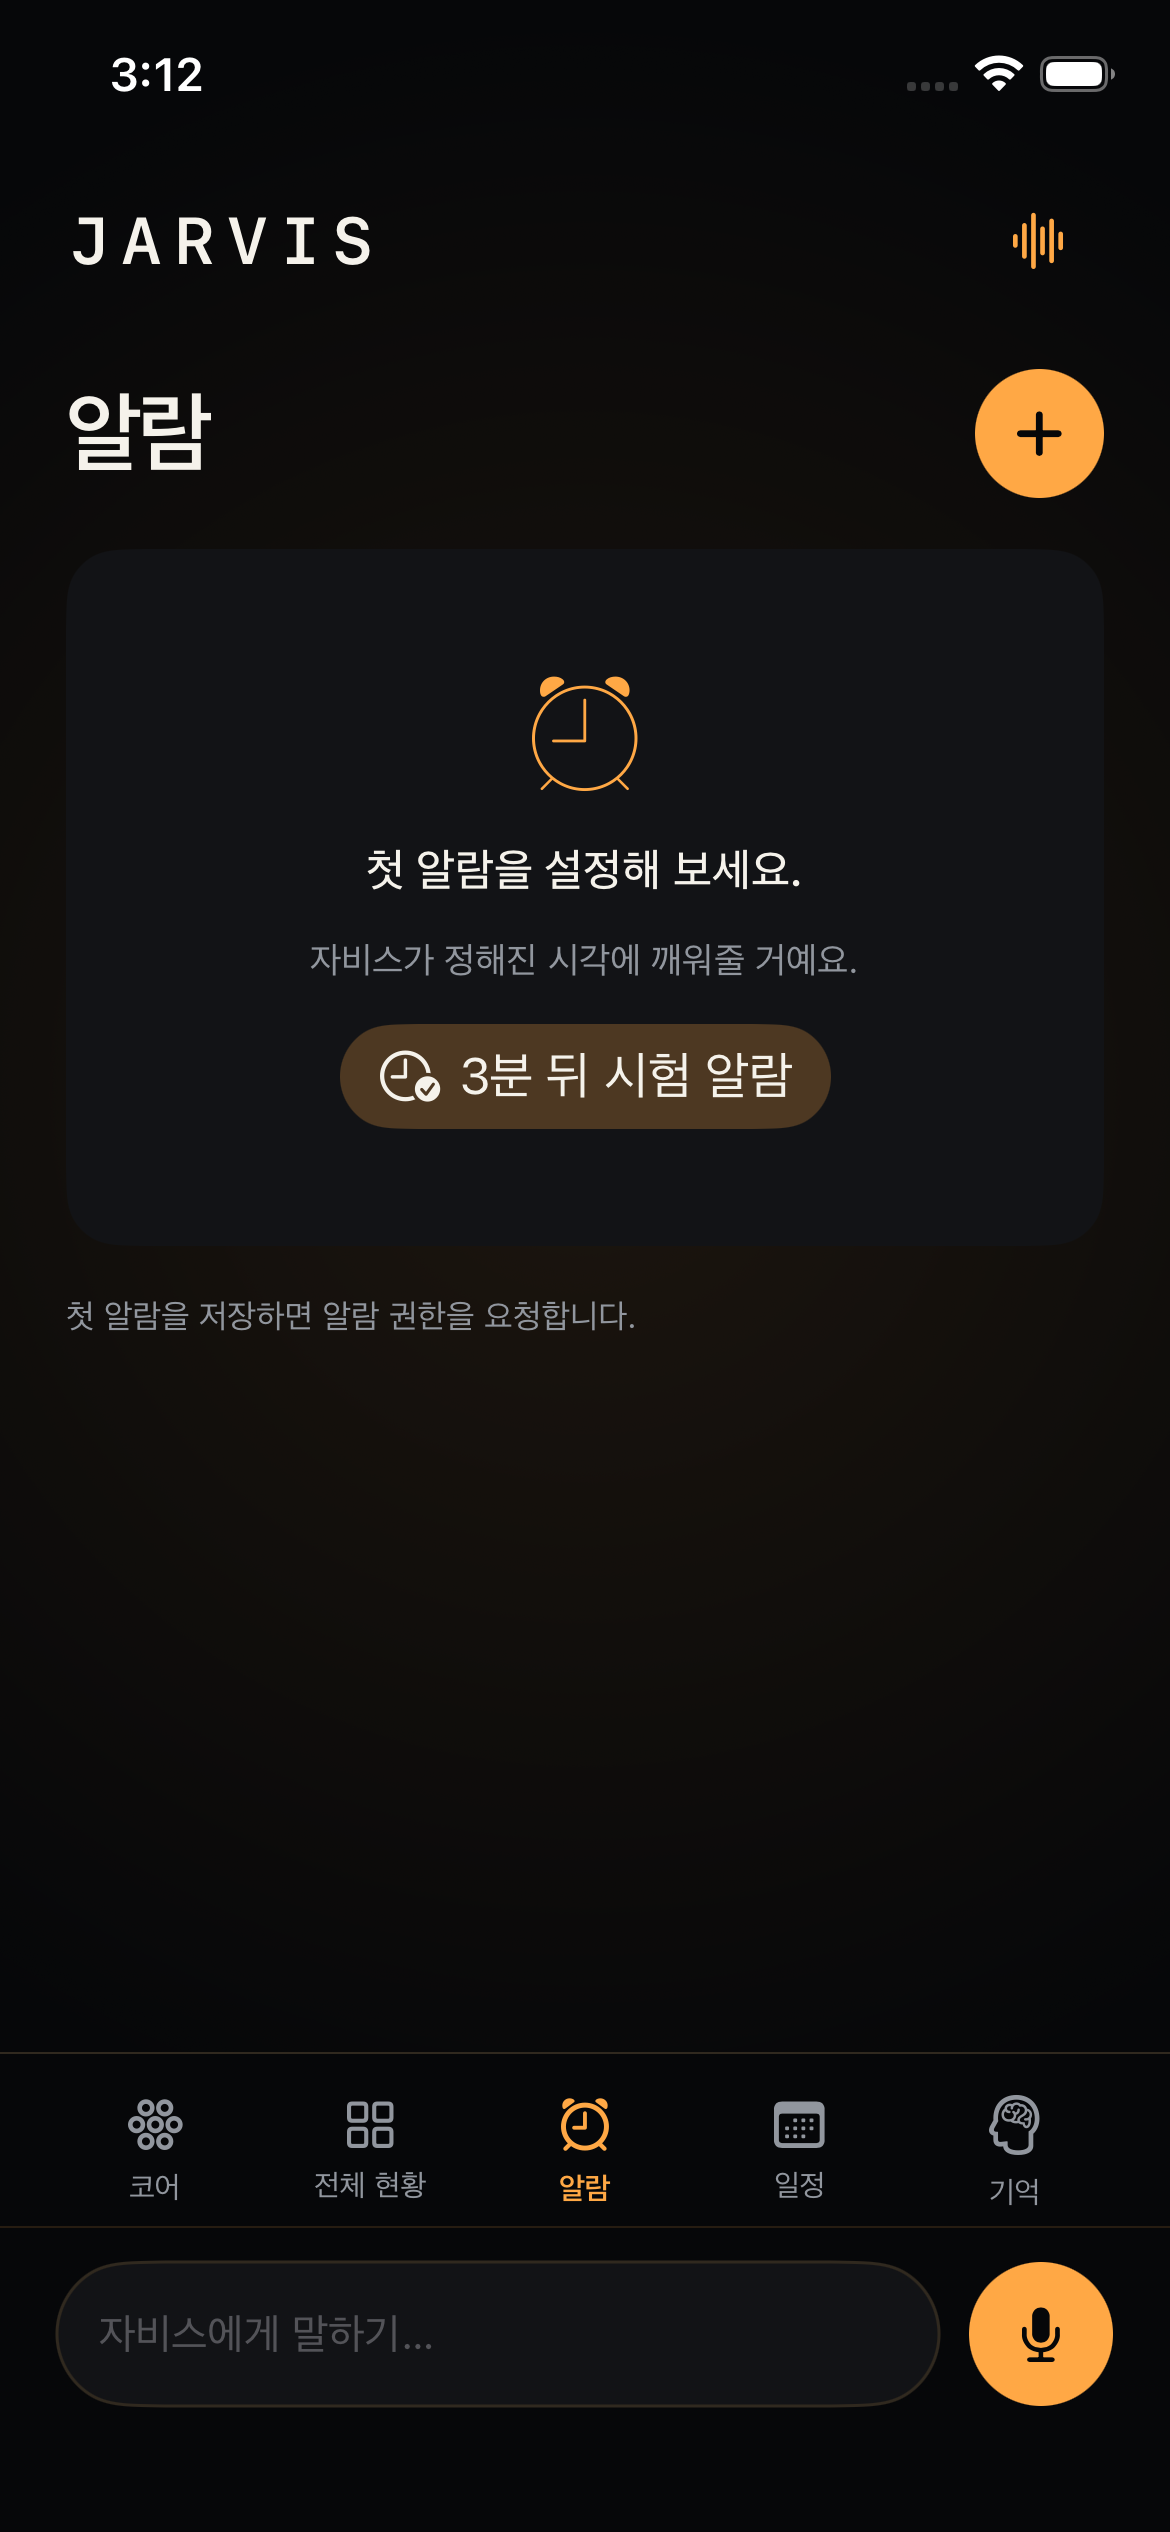 3:12
JARVIS
알람
첫 알람을 설정해 보세요.
자비스가 정해진 시각에 깨워줄 거예요.
3분 뒤 시험 알람
첫 알람을 저장하면 알람 권한을 요청합니다.
코어
전체 현황
알람
일정
기억
자비스에게 말하기...